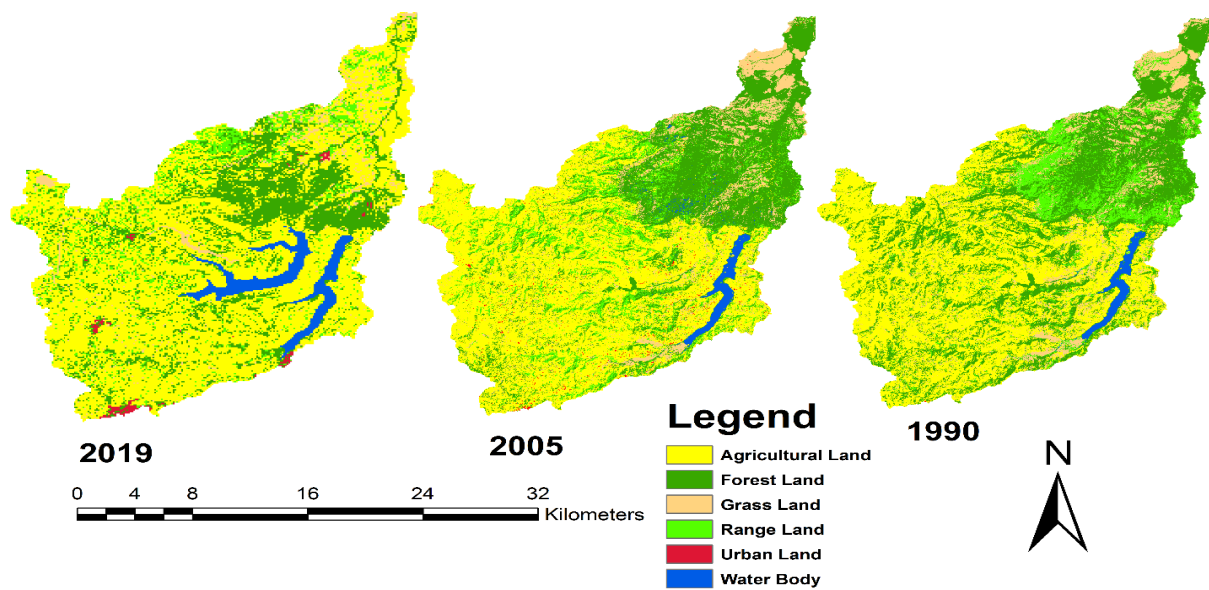 2019
2005
1990
0 4 8 16 24 32
Kilometers
Legend
Agricultural Land
Forest Land
Grass Land
Range Land
Urban Land
Water Body
N